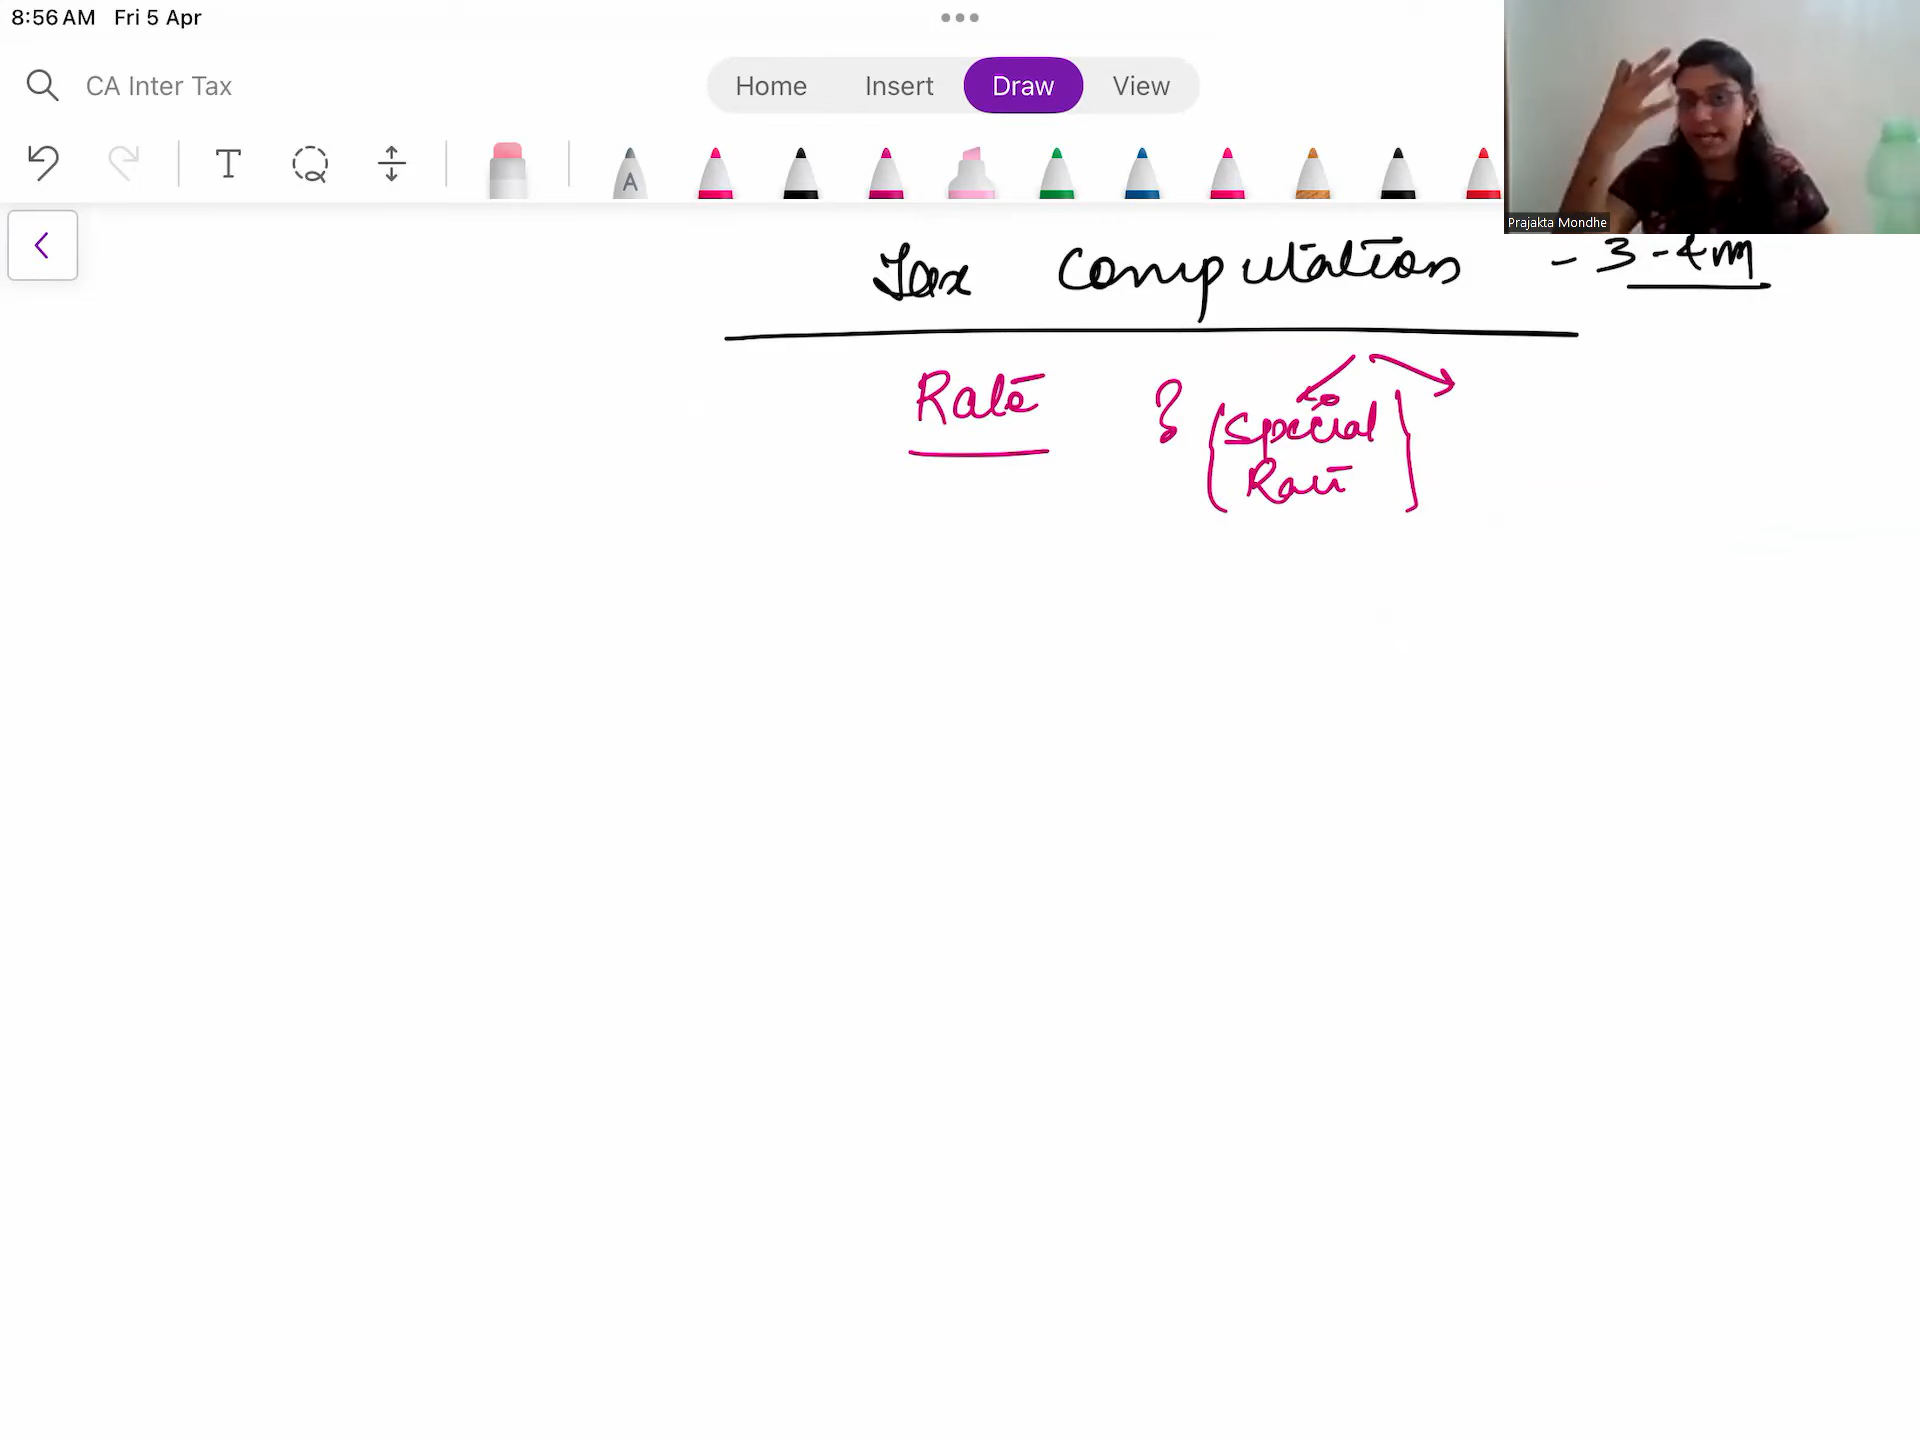 8:56 AM Fri 5 Apr
CA Inter Tax
Home Insert Draw View
A
Prajakta Mondhe
Tax Computation - 3-4m
Rate
Special
Rate